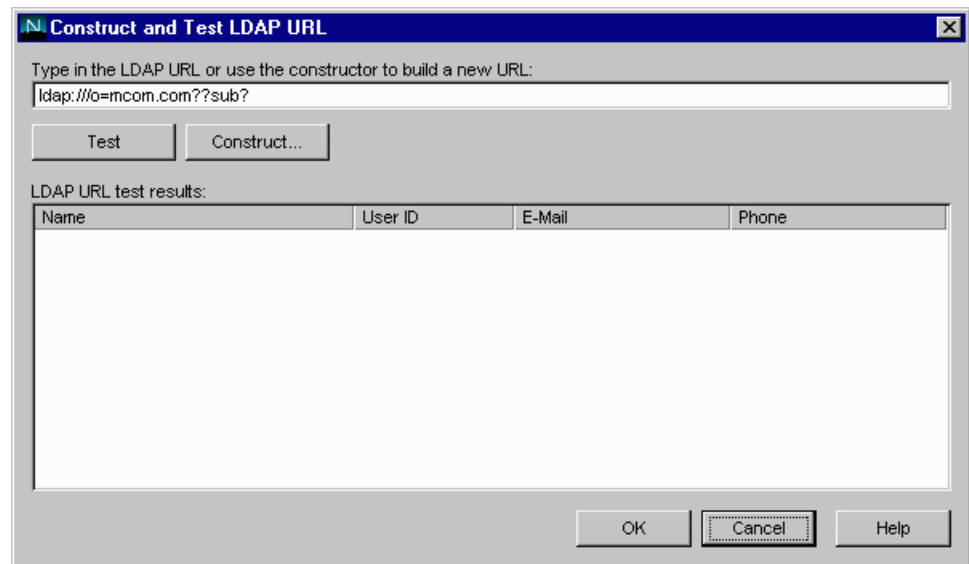 Construct and Test LDAP URL
Type in the LDAP URL or use the constructor to build a new URL:
ldap:///o=mcom.com??sub?
Test Construct...
LDAP URL test results:
Name User ID E-Mail Phone
OK Cancel Help